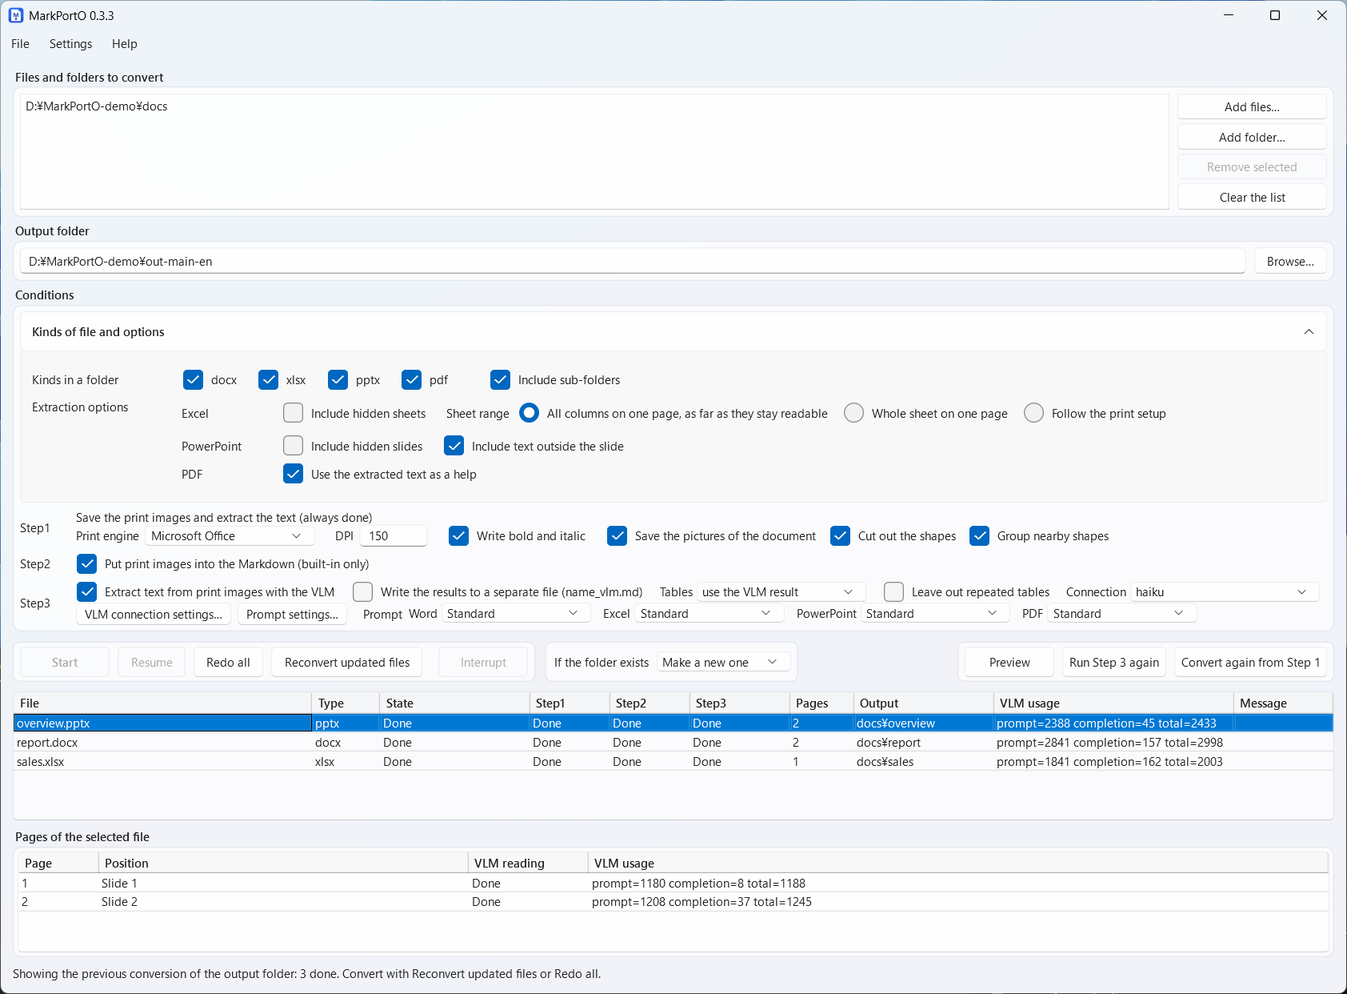 MarkPortO 0.3.3
File Settings Help
Files and folders to convert
D:¥MarkPortO-demo¥docs
Add files...
Add folder...
Remove selected
Clear the list
Output folder
D:¥MarkPortO-demo¥out-main-en Browse...
Conditions
Kinds of file and options
Kinds in a folder docx xlsx pptx pdf Include sub-folders
Extraction options Excel Include hidden sheets Sheet range All columns on one page, as far as they stay readable Whole sheet on one page Follow the print setup
PowerPoint Include hidden slides Include text outside the slide
PDF Use the extracted text as a help
Step1 Save the print images and extract the text (always done)
Print engine Microsoft Office DPI 150 Write bold and italic Save the pictures of the document Cut out the shapes Group nearby shapes
Step2 Put print images into the Markdown (built-in only)
Step3 Extract text from print images with the VLM Write the results to a separate file (name_vlm.md) Tables use the VLM result Leave out repeated tables Connection haiku
VLM connection settings... Prompt settings... Prompt Word Standard Excel Standard PowerPoint Standard PDF Standard
Start Resume Redo all Reconvert updated files Interrupt If the folder exists Make a new one Preview Run Step 3 again Convert again from Step 1
File Type State Step1 Step2 Step3 Pages Output VLM usage Message
overview.pptx pptx Done Done Done Done 2 docs¥overview prompt=2388 completion=45 total=2433
report.docx docx Done Done Done Done 2 docs¥report prompt=2841 completion=157 total=2998
sales.xlsx xlsx Done Done Done Done 1 docs¥sales prompt=1841 completion=162 total=2003
Pages of the selected file
Page Position VLM reading VLM usage
1 Slide 1 Done prompt=1180 completion=8 total=1188
2 Slide 2 Done prompt=1208 completion=37 total=1245
Showing the previous conversion of the output folder: 3 done. Convert with Reconvert updated files or Redo all.